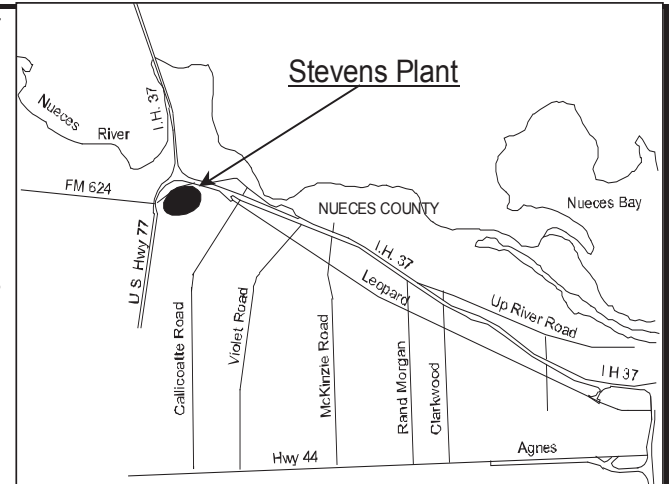 Stevens Plant
Nueces
River
I.H. 37
FM 624
NUECES COUNTY
Nueces Bay
U S Hwy 77
I.H. 37
Leopard
Up River Road
Callicoatte Road
Violet Road
McKinzie Road
Rand Morgan
Clarkwood
I H 37
Agnes
Hwy 44